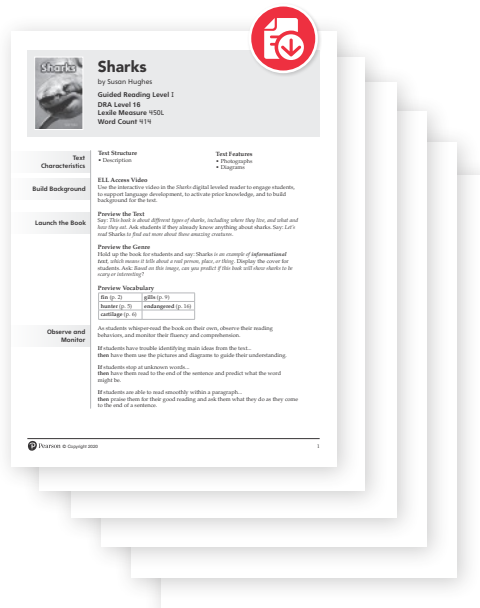 Sharks
Sharks
by Susan Hughes
Guided Reading Level I
DRA Level 16
Lexile Measure 450L
Word Count 414
Text
Characteristics
Text Structure
• Description
Text Features
• Photographs
• Diagrams
Build Background
ELL Access Video
Use the interactive video in the Sharks digital leveled reader to engage students,
to support language development, to activate prior knowledge, and to build
background for the text.
Launch the Book
Preview the Text
Say: This book is about different types of sharks, including where they live, and what and
how they eat. Ask students if they already know anything about sharks. Say: Let's
read Sharks to find out more about these amazing creatures.
Preview the Genre
Hold up the book for students and say: Sharks is an example of informational
text, which means it tells about a real person, place, or thing. Display the cover for
students. Ask: Based on this image, can you predict if this book will show sharks to be
scary or interesting?
Preview Vocabulary
fin (p. 2) gills (p. 9)
hunter (p. 5) endangered (p. 16)
cartilage (p. 6)
Observe and
Monitor
As students whisper-read the book on their own, observe their reading
behaviors, and monitor their fluency and comprehension.
If students have trouble identifying main ideas from the text...
then have them use the pictures and diagrams to guide their understanding.
If students stop at unknown words...
then have them read to the end of the sentence and predict what the word
might be.
If students are able to read smoothly within a paragraph...
then praise them for their good reading and ask them what they do as they come
to the end of a sentence.
Pearson © Copyright 2020
1